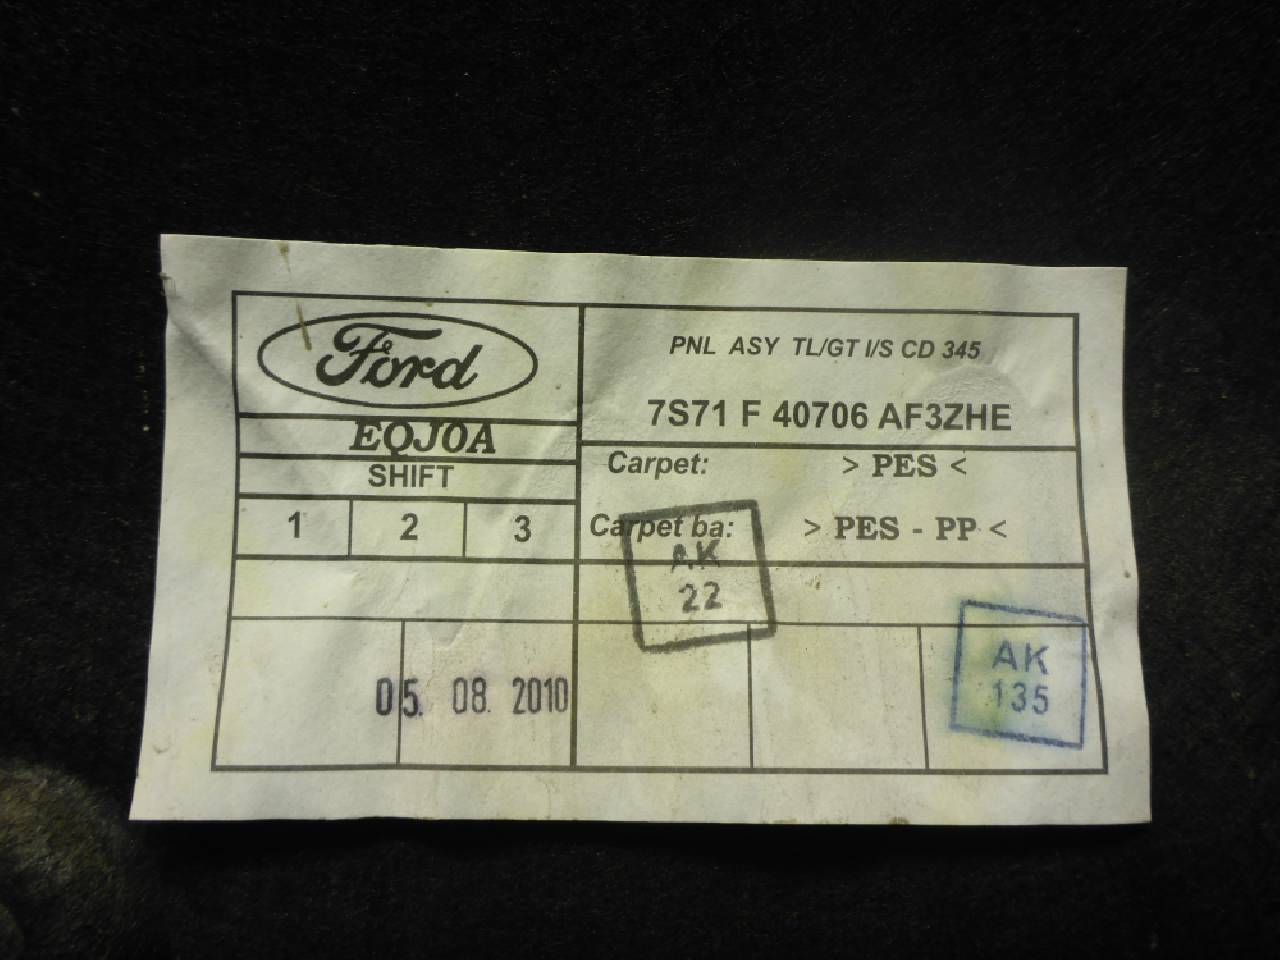 Ford
EQJ0A
SHIFT
1 2 3
PNL ASY TL/GT I/S CD 345
7S71 F 40706 AF3ZHE
Carpet: > PES <
Carpet ba: > PES - PP <
AK
22
05. 08. 2010
AK
135